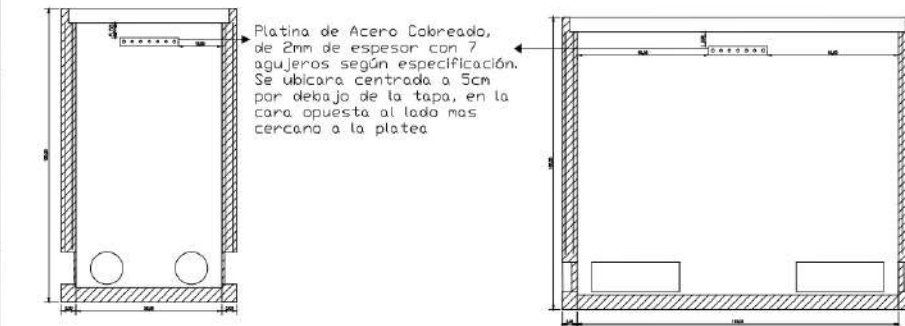 Platina de Acero Cobreado,
de 2mm de espesor con 7
agujeros según especificación.
Se ubicara centrada a 5cm
por debajo de la tapa, en la
cara opuesta al lado mas
cercano a la platea